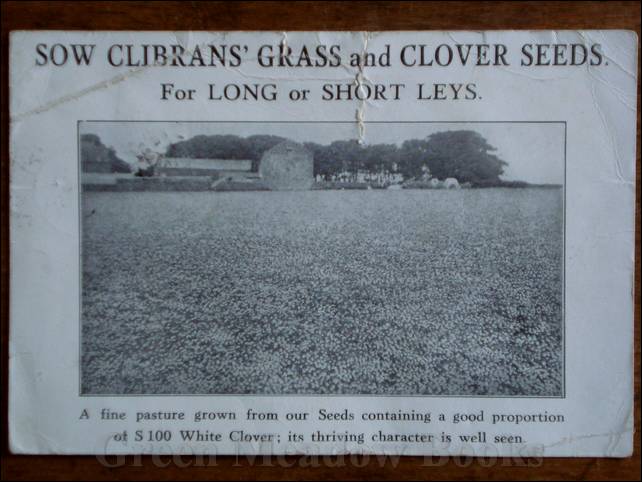 SOW CLIBRANS' GRASS and CLOVER SEEDS.
For LONG or SHORT LEYS.
A fine pasture grown from our Seeds containing a good proportion
of S 100 White Clover ; its thriving character is well seen.
Green Meadow Books